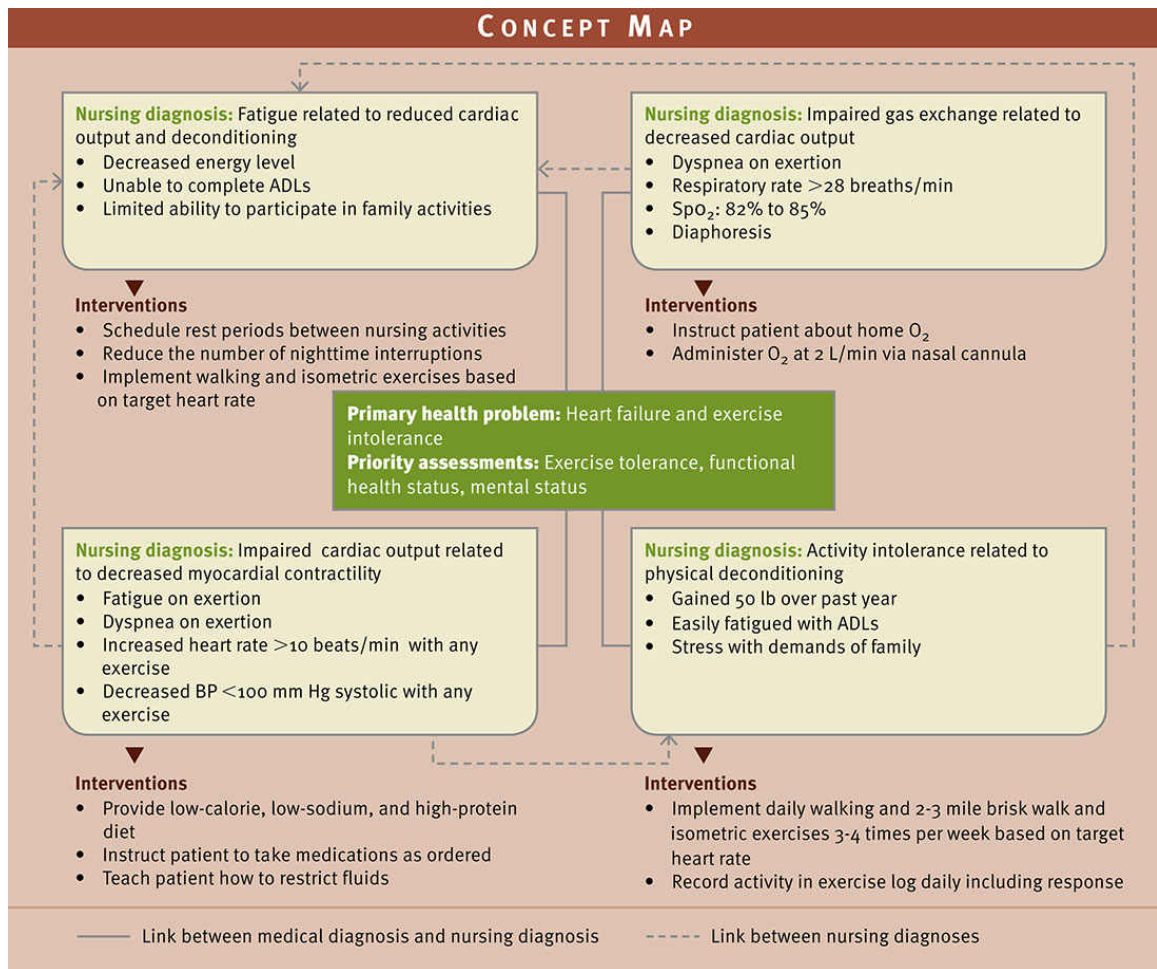 CONCEPT MAP
Nursing diagnosis: Fatigue related to reduced cardiac
output and deconditioning
• Decreased energy level
• Unable to complete ADLs
• Limited ability to participate in family activities
Interventions
• Schedule rest periods between nursing activities
• Reduce the number of nighttime interruptions
• Implement walking and isometric exercises based
on target heart rate
Nursing diagnosis: Impaired gas exchange related to
decreased cardiac output
• Dyspnea on exertion
• Respiratory rate >28 breaths/min
• SpO₂: 82% to 85%
• Diaphoresis
Interventions
• Instruct patient about home O₂
• Administer O₂ at 2 L/min via nasal cannula
Primary health problem: Heart failure and exercise
intolerance
Priority assessments: Exercise tolerance, functional
health status, mental status
Nursing diagnosis: Impaired cardiac output related
to decreased myocardial contractility
• Fatigue on exertion
• Dyspnea on exertion
• Increased heart rate >10 beats/min with any
exercise
• Decreased BP <100 mm Hg systolic with any
exercise
Interventions
• Provide low-calorie, low-sodium, and high-protein
diet
• Instruct patient to take medications as ordered
• Teach patient how to restrict fluids
Nursing diagnosis: Activity intolerance related to
physical deconditioning
• Gained 50 lb over past year
• Easily fatigued with ADLs
• Stress with demands of family
Interventions
• Implement daily walking and 2-3 mile brisk walk and
isometric exercises 3-4 times per week based on target
heart rate
• Record activity in exercise log daily including response
Link between medical diagnosis and nursing diagnosis
Link between nursing diagnoses